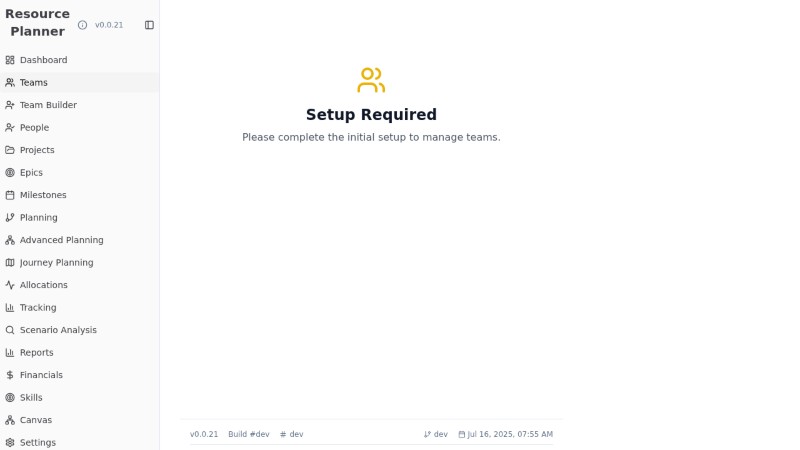 Resource
Planner
v0.0.21
Dashboard
Teams
Team Builder
People
Projects
Epics
Milestones
Planning
Advanced Planning
Journey Planning
Allocations
Tracking
Scenario Analysis
Reports
Financials
Skills
Canvas
Settings
Setup Required
Please complete the initial setup to manage teams.
v0.0.21 Build #dev # dev dev Jul 16, 2025, 07:55 AM